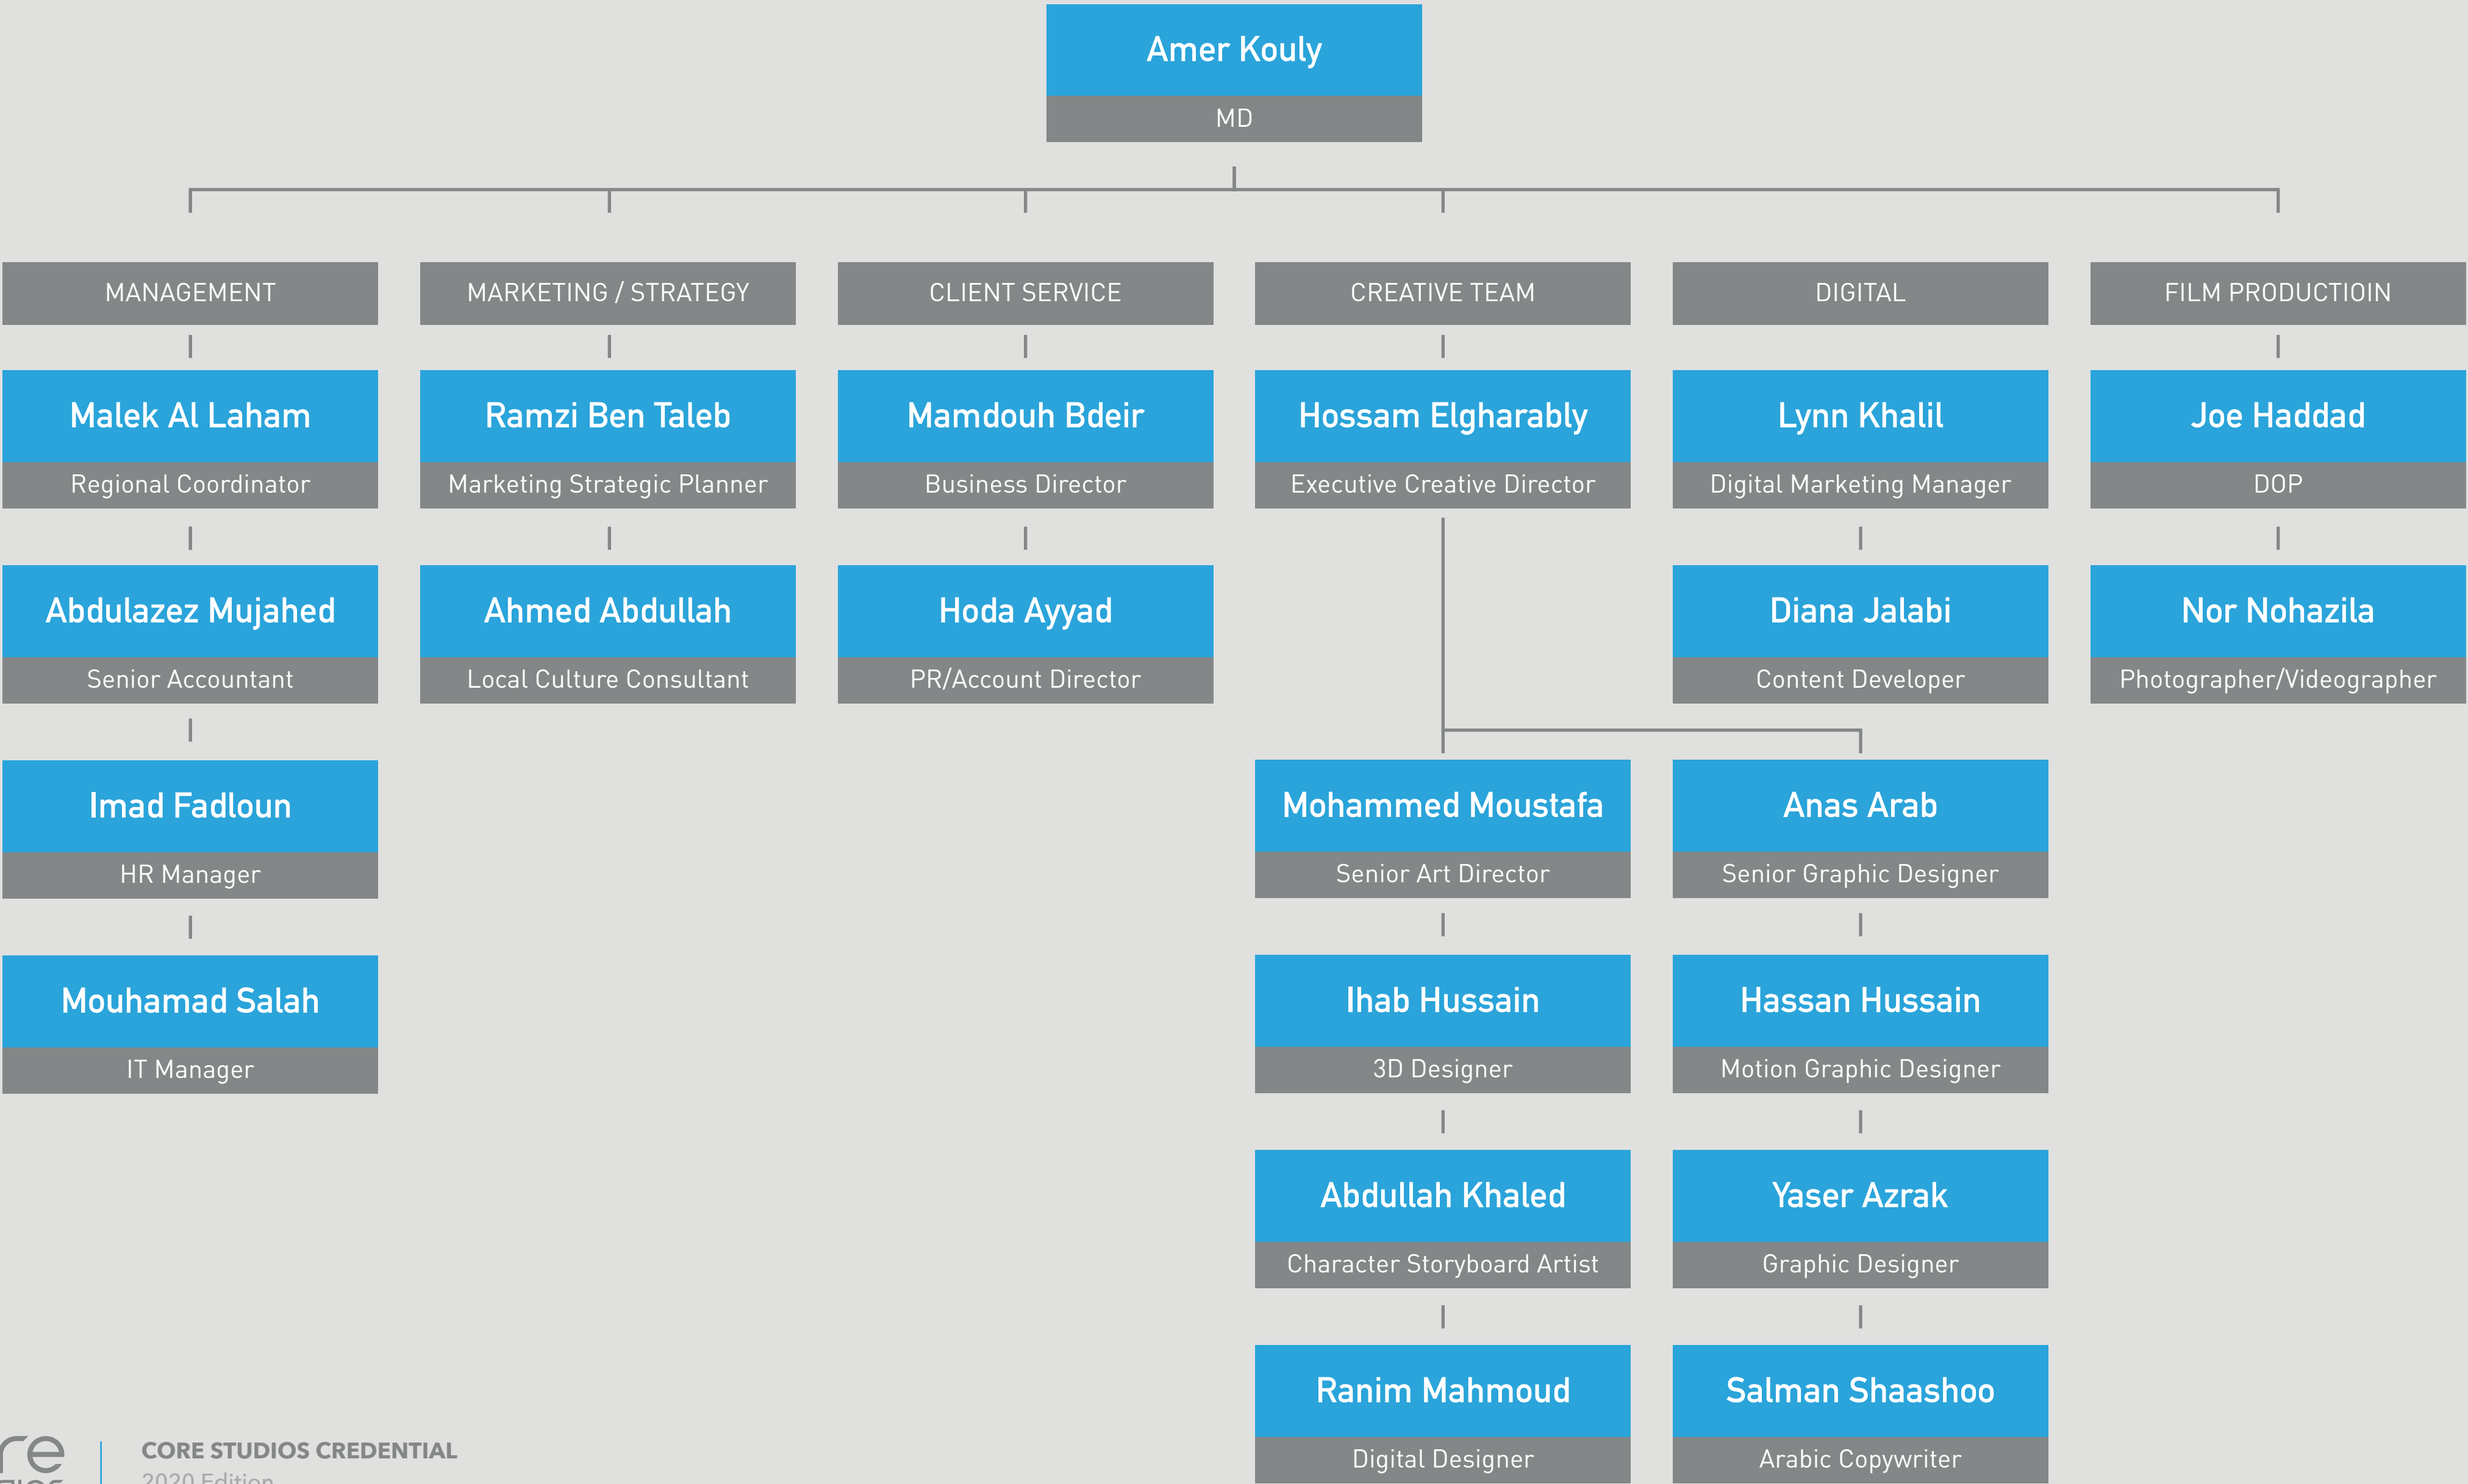 Amer Kouly
MD
MANAGEMENT
MARKETING / STRATEGY
CLIENT SERVICE
CREATIVE TEAM
DIGITAL
FILM PRODUCTIOIN
Malek Al Laham
Regional Coordinator
Ramzi Ben Taleb
Marketing Strategic Planner
Mamdouh Bdeir
Business Director
Hossam Elgharably
Executive Creative Director
Lynn Khalil
Digital Marketing Manager
Joe Haddad
DOP
Abdulazez Mujahed
Senior Accountant
Ahmed Abdullah
Local Culture Consultant
Hoda Ayyad
PR/Account Director
Diana Jalabi
Content Developer
Nor Nohazila
Photographer/Videographer
Imad Fadloun
HR Manager
Mohammed Moustafa
Senior Art Director
Anas Arab
Senior Graphic Designer
Mouhamad Salah
IT Manager
Ihab Hussain
3D Designer
Hassan Hussain
Motion Graphic Designer
Abdullah Khaled
Character Storyboard Artist
Yaser Azrak
Graphic Designer
Ranim Mahmoud
Digital Designer
Salman Shaashoo
Arabic Copywriter
re
CORE STUDIOS CREDENTIAL
2020 Edition